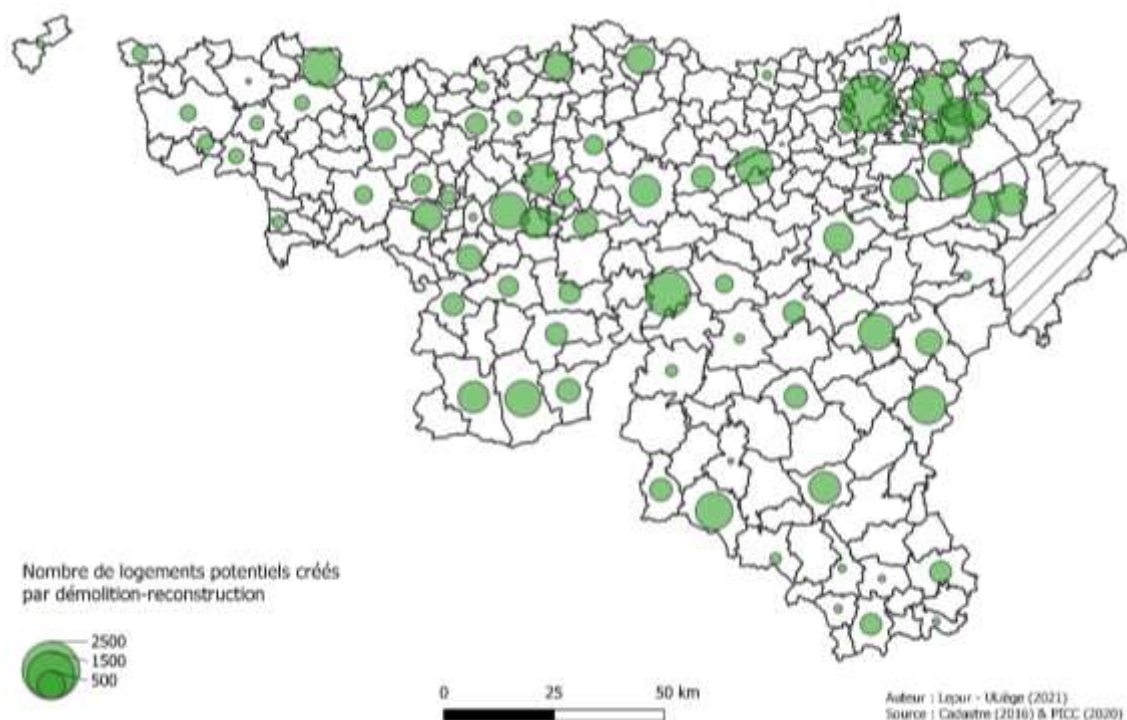 Nombre de logements potentiels créés
par démolition-reconstruction
2500
1500
500
0 25 50 km
Auteur : Lepur - ULiège (2021)
Source : Cadastre (2016) & PICC (2020)